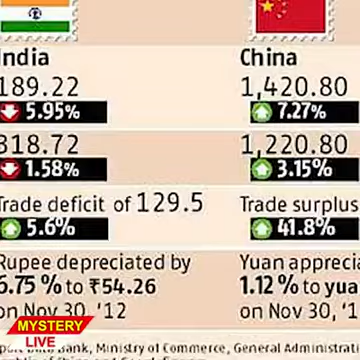 India China
189.22 1,420.80
5.95% 7.27%
318.72 1,220.80
1.58% 3.15%
Trade deficit of 129.5 Trade surplus
5.6% 41.8%
Rupee depreciated by Yuan apprecia
6.75 % to ₹54.26 1.12 % to yua
on Nov 30, '12 on Nov 30, '1
MYSTERY
LIVE
Bank, Ministry of Commerce, General Administrati